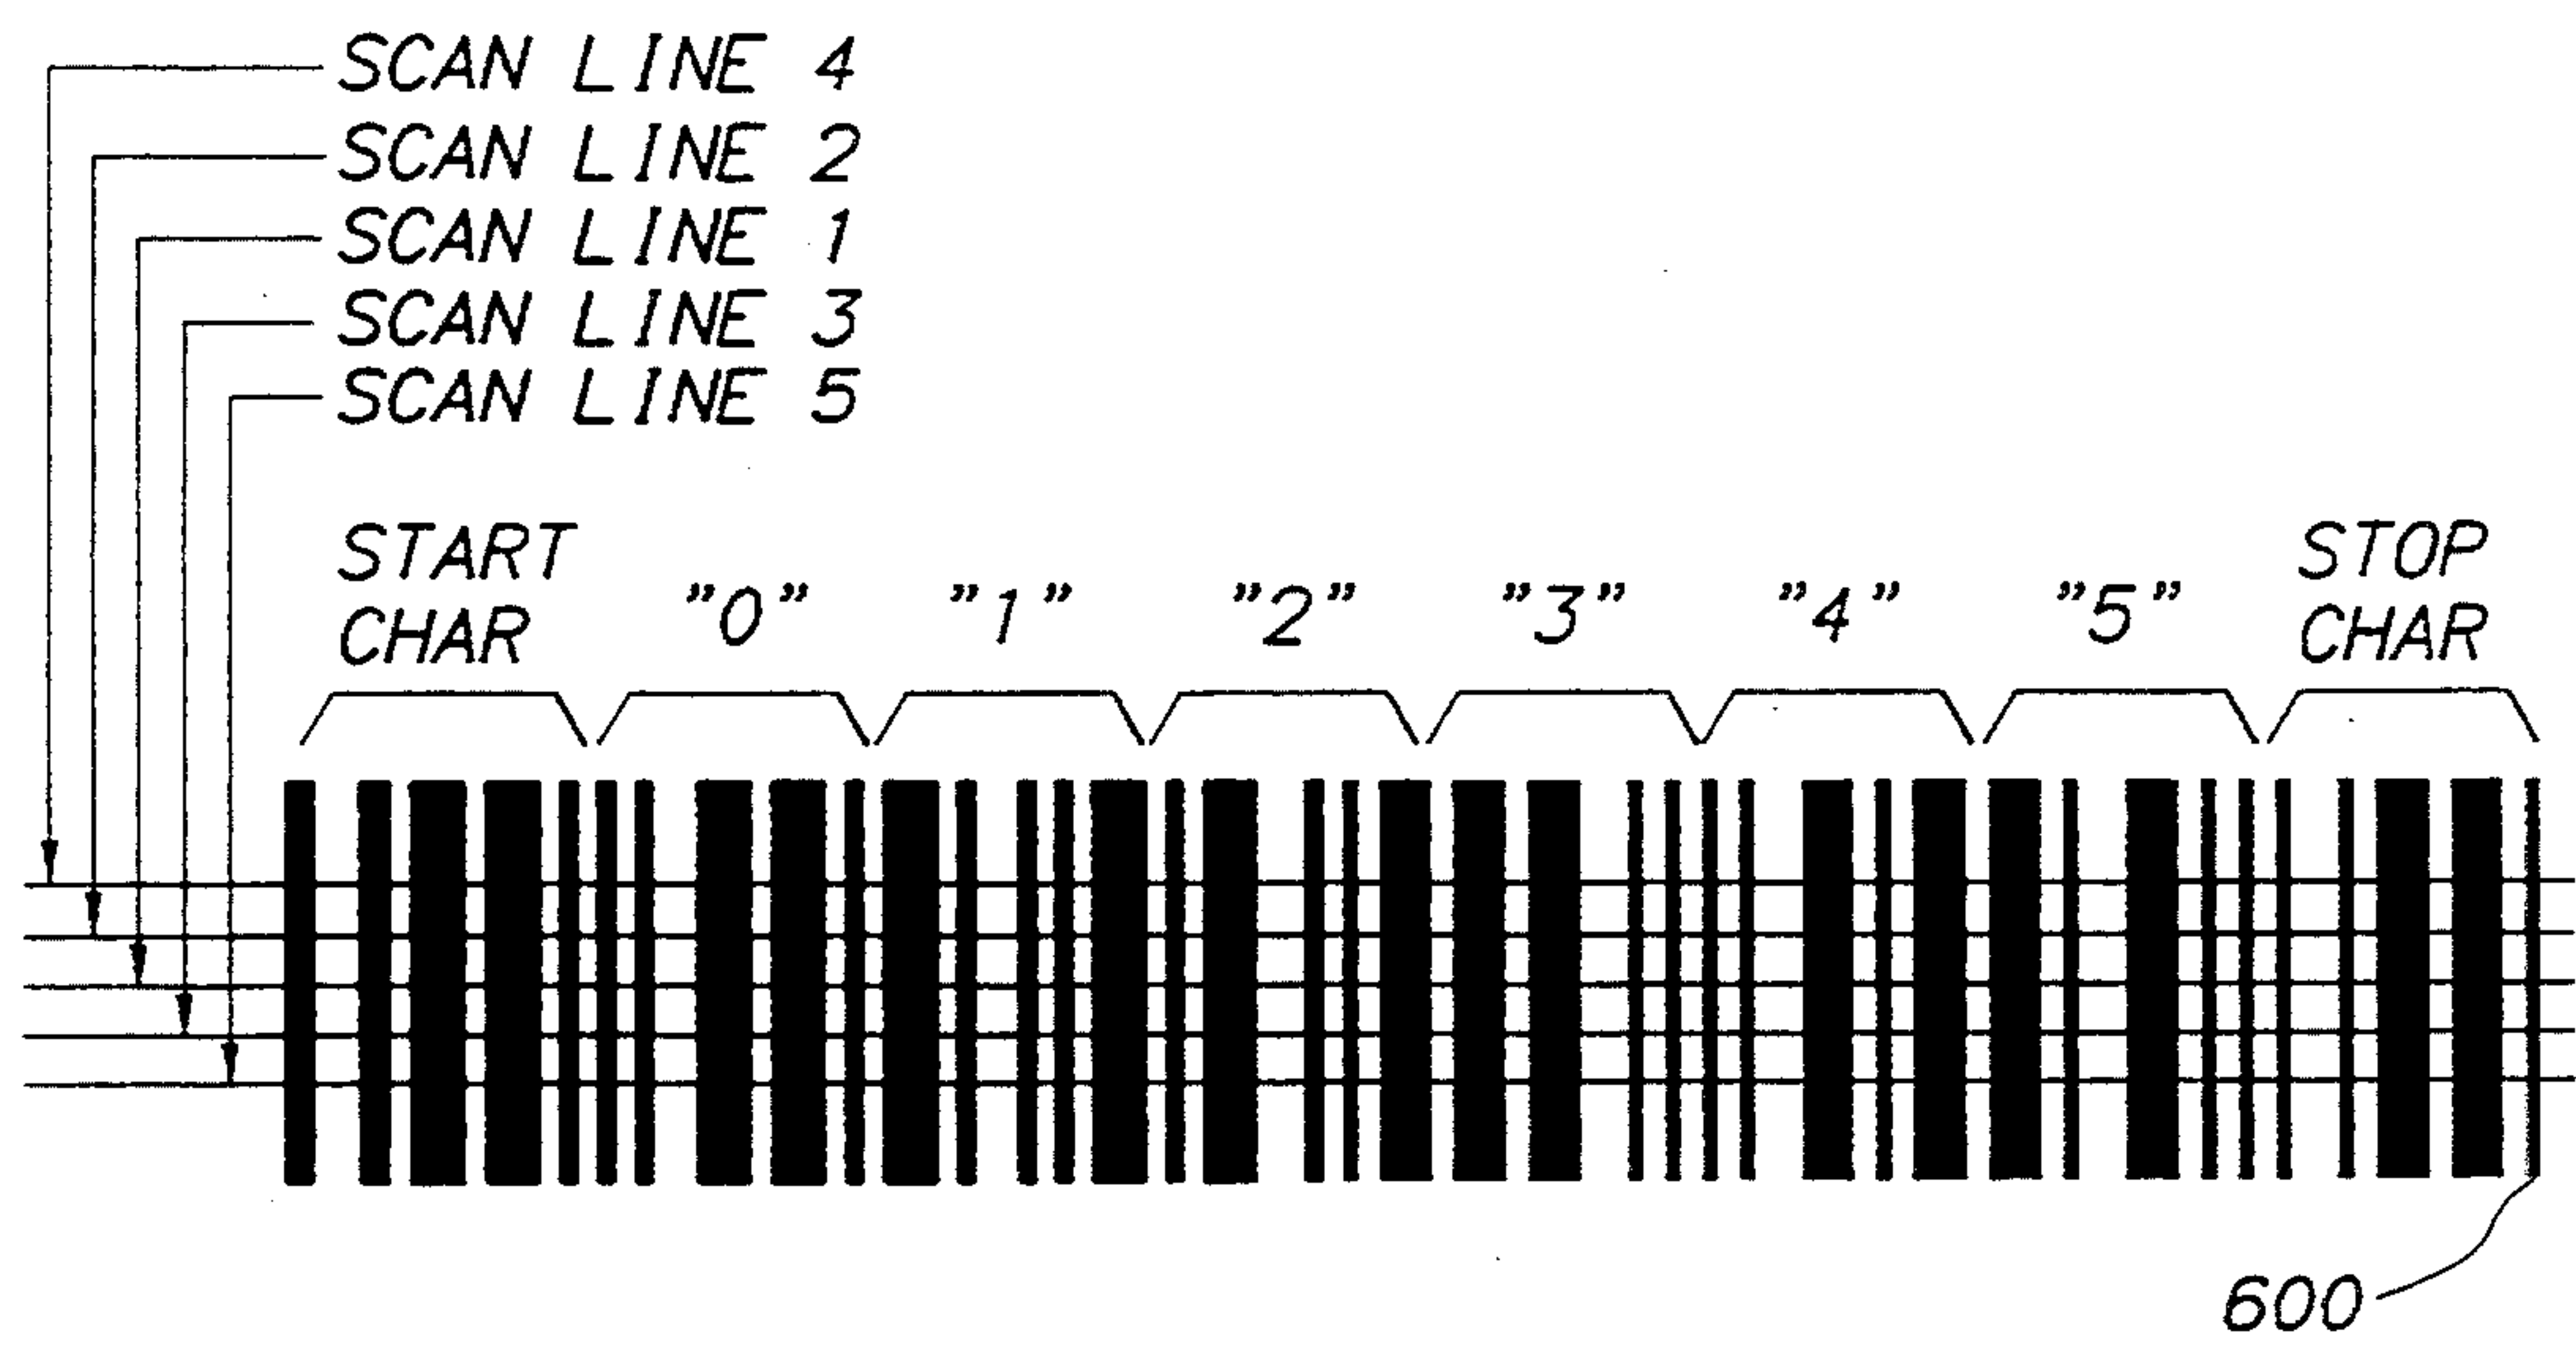 SCAN LINE 4
SCAN LINE 2
SCAN LINE 1
SCAN LINE 3
SCAN LINE 5
START CHAR
"0"
"1"
"2"
"3"
"4"
"5"
STOP CHAR
600